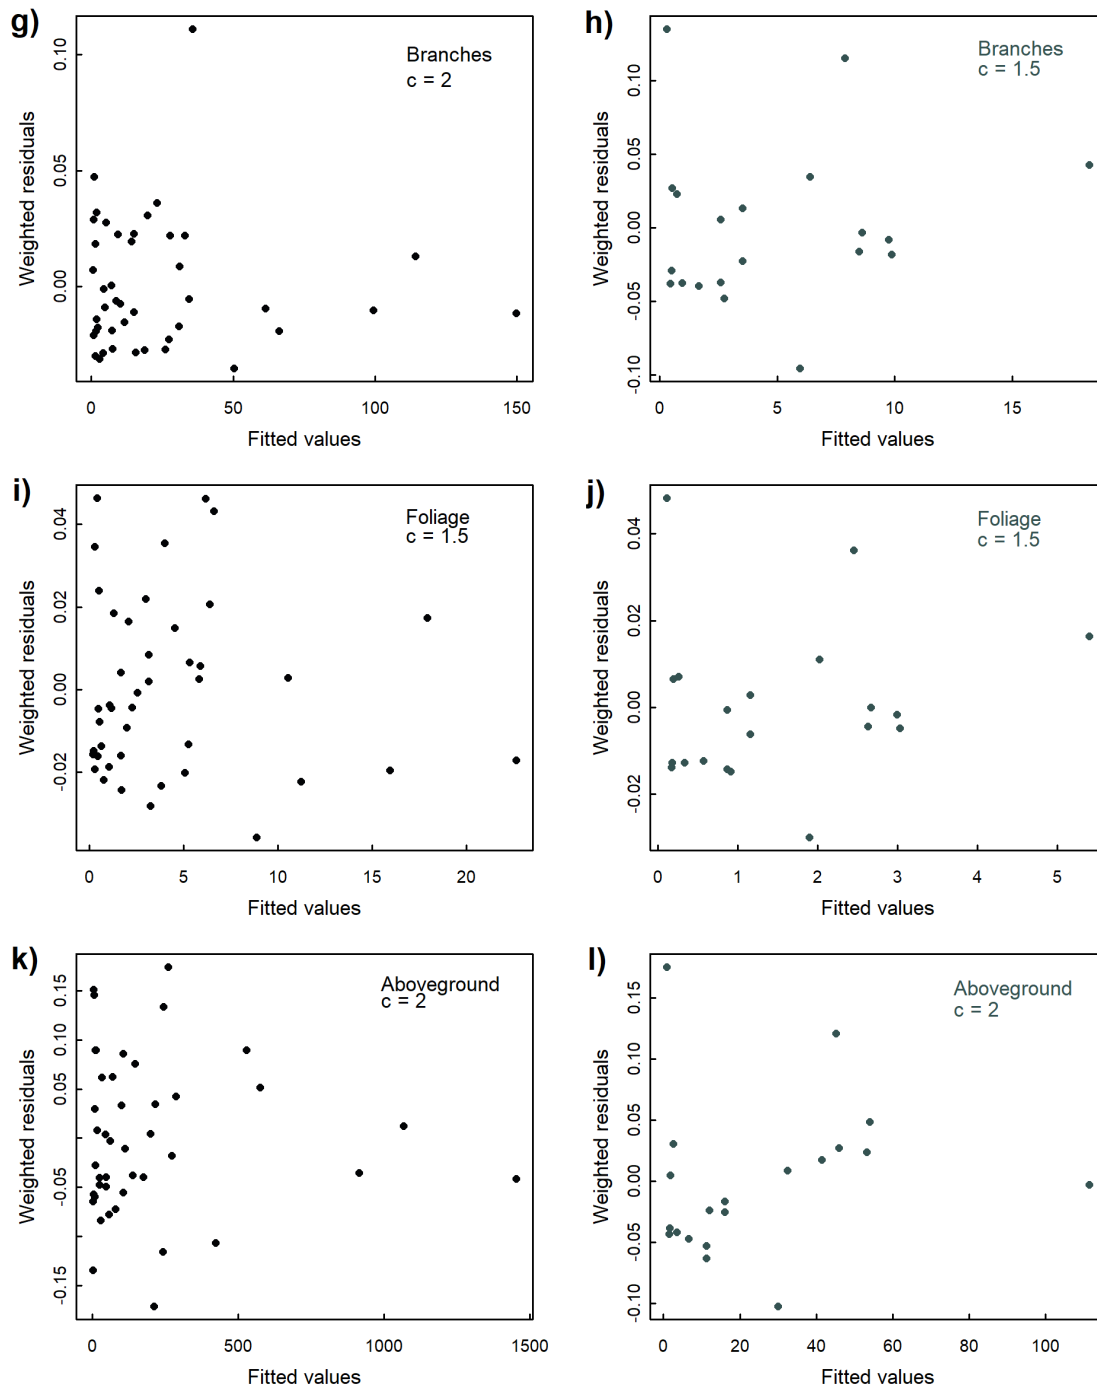 g)
Branches
c = 2
Weighted residuals
0.10
0.05
0.00
0
50
100
150
Fitted values
h)
Branches
c = 1.5
Weighted residuals
0.10
0.05
0.00
-0.05
-0.10
0
5
10
15
Fitted values
i)
Foliage
c = 1.5
Weighted residuals
0.04
0.02
0.00
-0.02
0
5
10
15
20
Fitted values
j)
Foliage
c = 1.5
Weighted residuals
0.04
0.02
0.00
-0.02
0
1
2
3
4
5
Fitted values
k)
Aboveground
c = 2
Weighted residuals
0.15
0.10
0.05
-0.05
-0.15
0
500
1000
1500
Fitted values
l)
Aboveground
c = 2
Weighted residuals
0.15
0.10
0.05
0.00
-0.05
-0.10
0
20
40
60
80
100
Fitted values